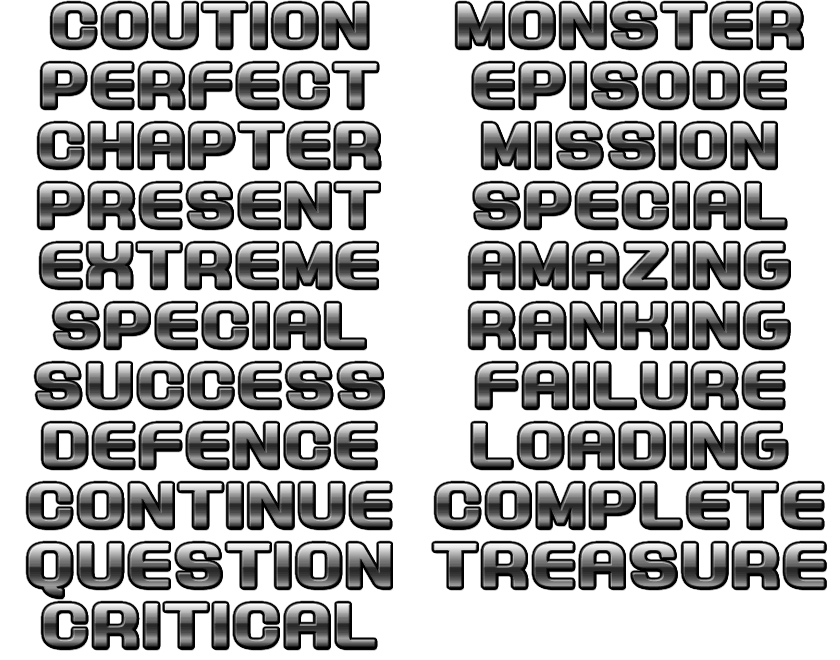 COUTION
PERFECT
CHAPTER
PRESENT
EXTREME
SPECIAL
SUCCESS
DEFENCE
CONTINUE
QUESTION
CRITICAL
MONSTER
EPISODE
MISSION
SPECIAL
AMAZING
RANKING
FAILURE
LOADING
COMPLETE
TREASURE